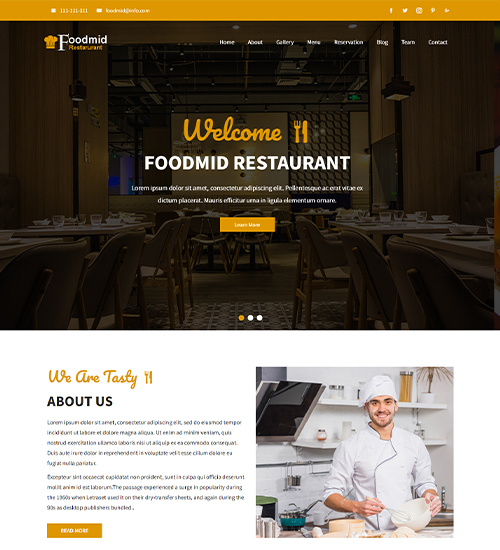 111-111-111 foodmid@info.com
Foodmid
Restarurant
Home About Gallery Menu Reservation Blog Team Contact
Welcome
FOODMID RESTAURANT
Lorem ipsum dolor sit amet, consectetur adipiscing elit. Pellentesque ac erat vitae ex
dictum placerat. Mauris efficitur urna in ligula elementum ornare.
Learn More
We Are Tasty
ABOUT US
Lorem ipsum dolor sit amet, consectetur adipiscing elit, sed do
eiusmod tempor incididunt ut labore et dolore magna aliqua. Ut
enim ad minim veniam, quis nostrud exercitation ullamco
laboris nisi ut aliquip ex ea commodo consequat. Duis aute
irure dolor in reprehenderit in voluptate velit esse cillum dolore eu
fugiat nulla pariatur.
Excepteur sint occaecat cupidatat non proident, sunt in culpa qui officia deserunt
mollit anim id est laborum.The passage experienced a surge in popularity during
the 1960s when Letraset used it on their dry-transfer sheets, and again during the
90s as desktop publishers bundled..
READ MORE